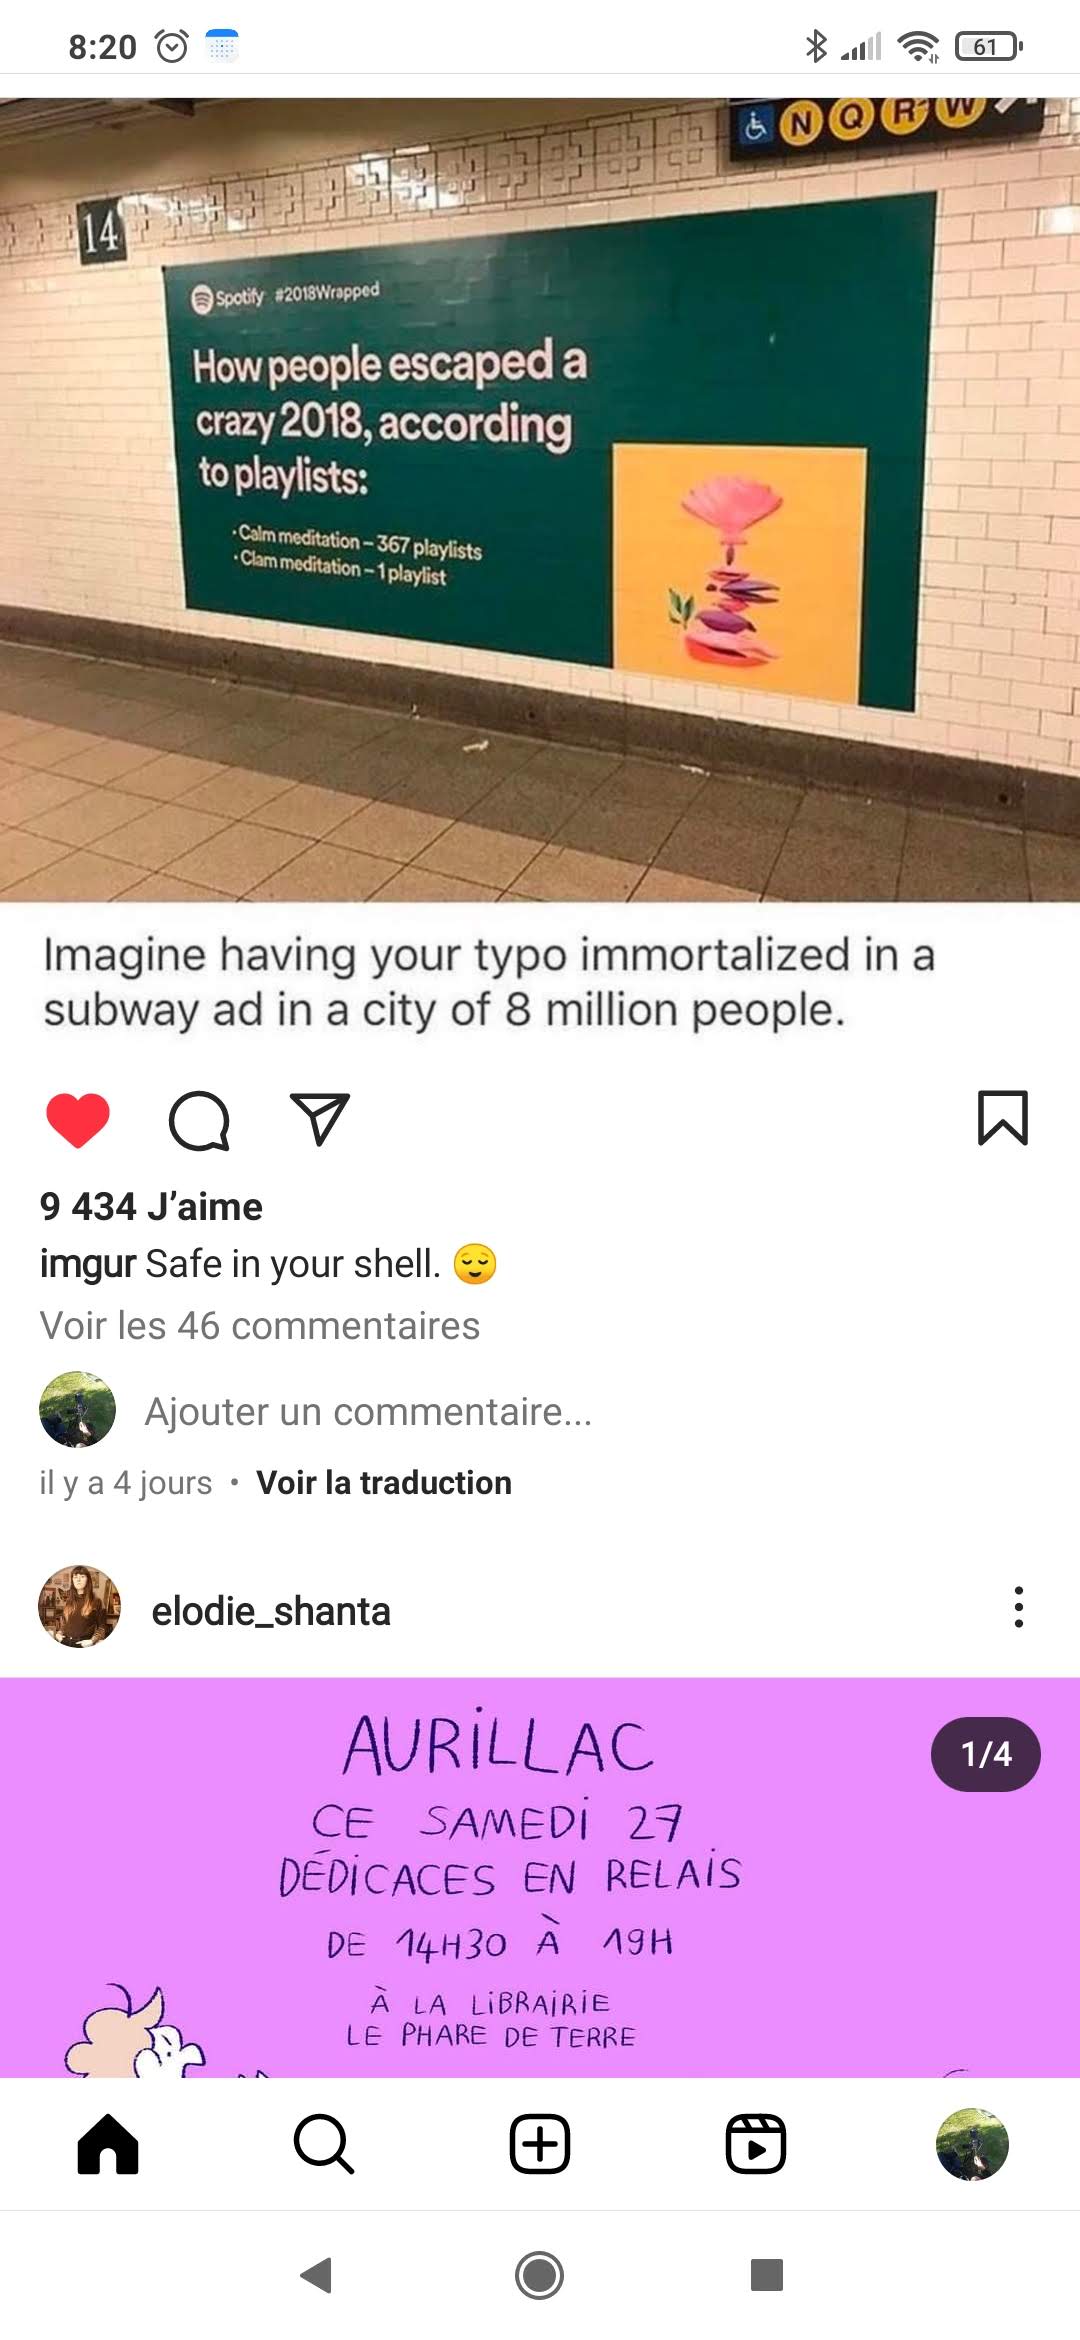 8:20
61
N Q R W
14
Spotify #2018Wrapped
How people escaped a
crazy 2018, according
to playlists:
•Calm meditation – 367 playlists
•Clam meditation – 1 playlist
Imagine having your typo immortalized in a
subway ad in a city of 8 million people.
9 434 J’aime
imgur Safe in your shell. 😌
Voir les 46 commentaires
Ajouter un commentaire...
il y a 4 jours • Voir la traduction
elodie_shanta
1/4
AURILLAC
CE SAMEDI 27
DÉDICACES EN RELAIS
DE 14H30 À 19H
À LA LIBRAIRIE
LE PHARE DE TERRE